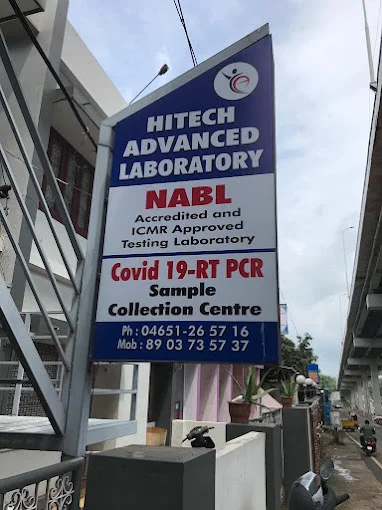 HITECH
ADVANCED
LABORATORY
NABL
Accredited and
ICMR Approved
Testing Laboratory
Covid 19-RT PCR
Sample
Collection Centre
Ph : 04651-26 57 16
Mob : 89 03 73 57 37